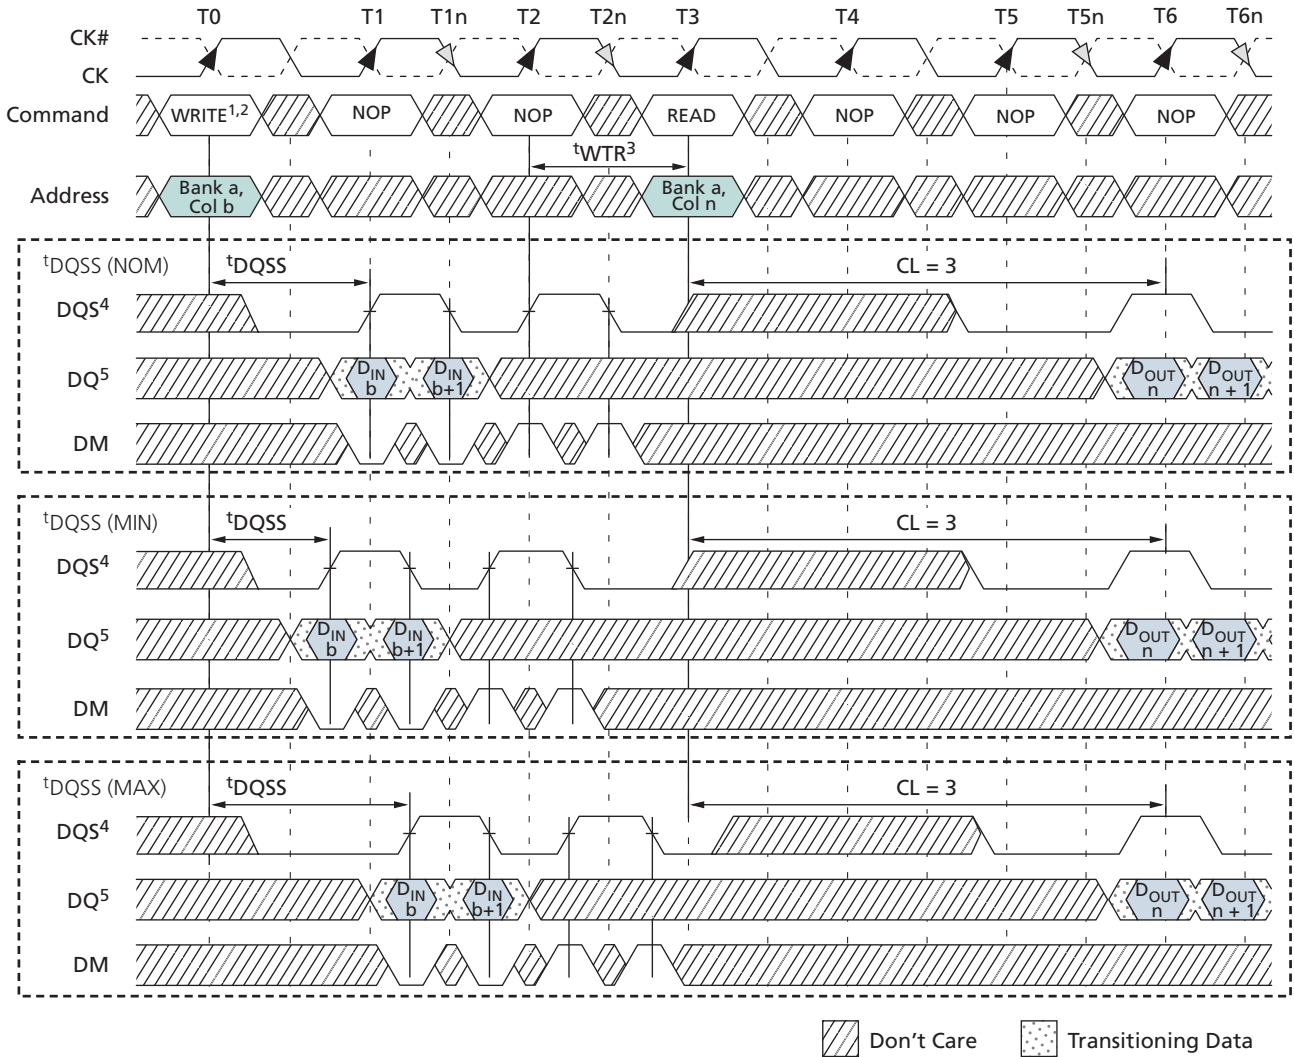 T0 T1 T1n T2 T2n T3 T4 T5 T5n T6 T6n
CK#
CK
Command WRITE1,2 NOP NOP READ NOP NOP NOP
tWTR3
Address Bank a, Col b Bank a, Col n
tDQSS (NOM) tDQSS CL = 3
DQS4
DQ5 DIN b DIN b+1 DOUT n DOUT n + 1
DM
tDQSS (MIN) tDQSS CL = 3
DQS4
DQ5 DIN b DIN b+1 DOUT n DOUT n + 1
DM
tDQSS (MAX) tDQSS CL = 3
DQS4
DQ5 DIN b DIN b+1 DOUT n DOUT n + 1
DM
Don't Care Transitioning Data